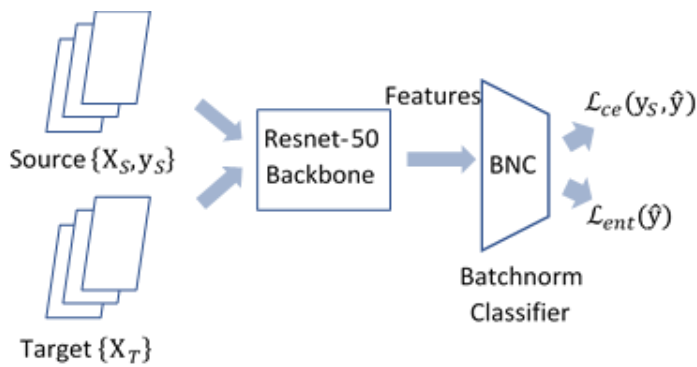 Source {X_S, y_S}
Target {X_T}
Resnet-50
Backbone
Features
BNC
Batchnorm
Classifier
ℒ_ce(y_S, ŷ)
ℒ_ent(ŷ)